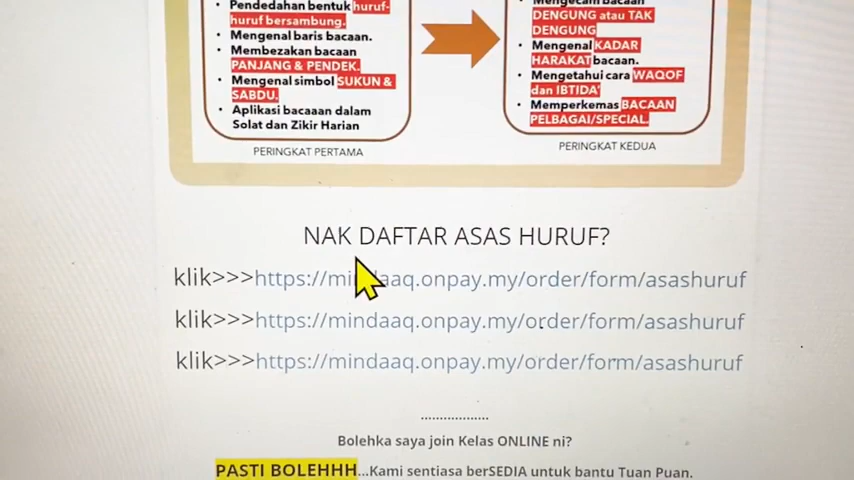 • Pendedahan bentuk huruf-
huruf bersambung.
• Mengenal baris bacaan.
• Membezakan bacaan
PANJANG & PENDEK.
• Mengenal simbol SUKUN &
SABDU.
• Aplikasi bacaaan dalam
Solat dan Zikir Harian
PERINGKAT PERTAMA
Mengecam bacaan
DENGUNG atau TAK
DENGUNG
• Mengenal KADAR
HARAKAT bacaan.
• Mengetahui cara WAQOF
dan IBTIDA'
• Memperkemas BACAAN
PELBAGAI/SPECIAL.
PERINGKAT KEDUA
NAK DAFTAR ASAS HURUF?
klik>>>https://mindaaq.onpay.my/order/form/asashuruf
klik>>>https://mindaaq.onpay.my/order/form/asashuruf
klik>>>https://mindaaq.onpay.my/order/form/asashuruf
..................
Bolehka saya join Kelas ONLINE ni?
PASTI BOLEHHH...Kami sentiasa berSEDIA untuk bantu Tuan Puan.